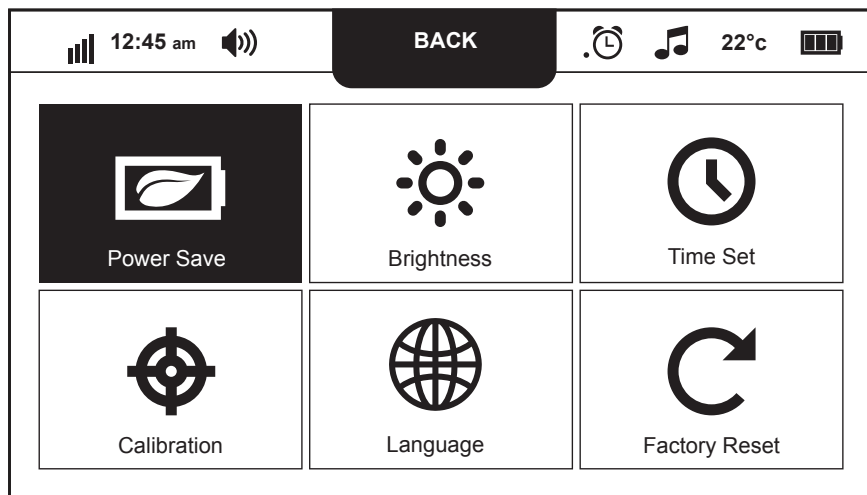 12:45 am
BACK
22°c
Power Save
Brightness
Time Set
Calibration
Language
Factory Reset